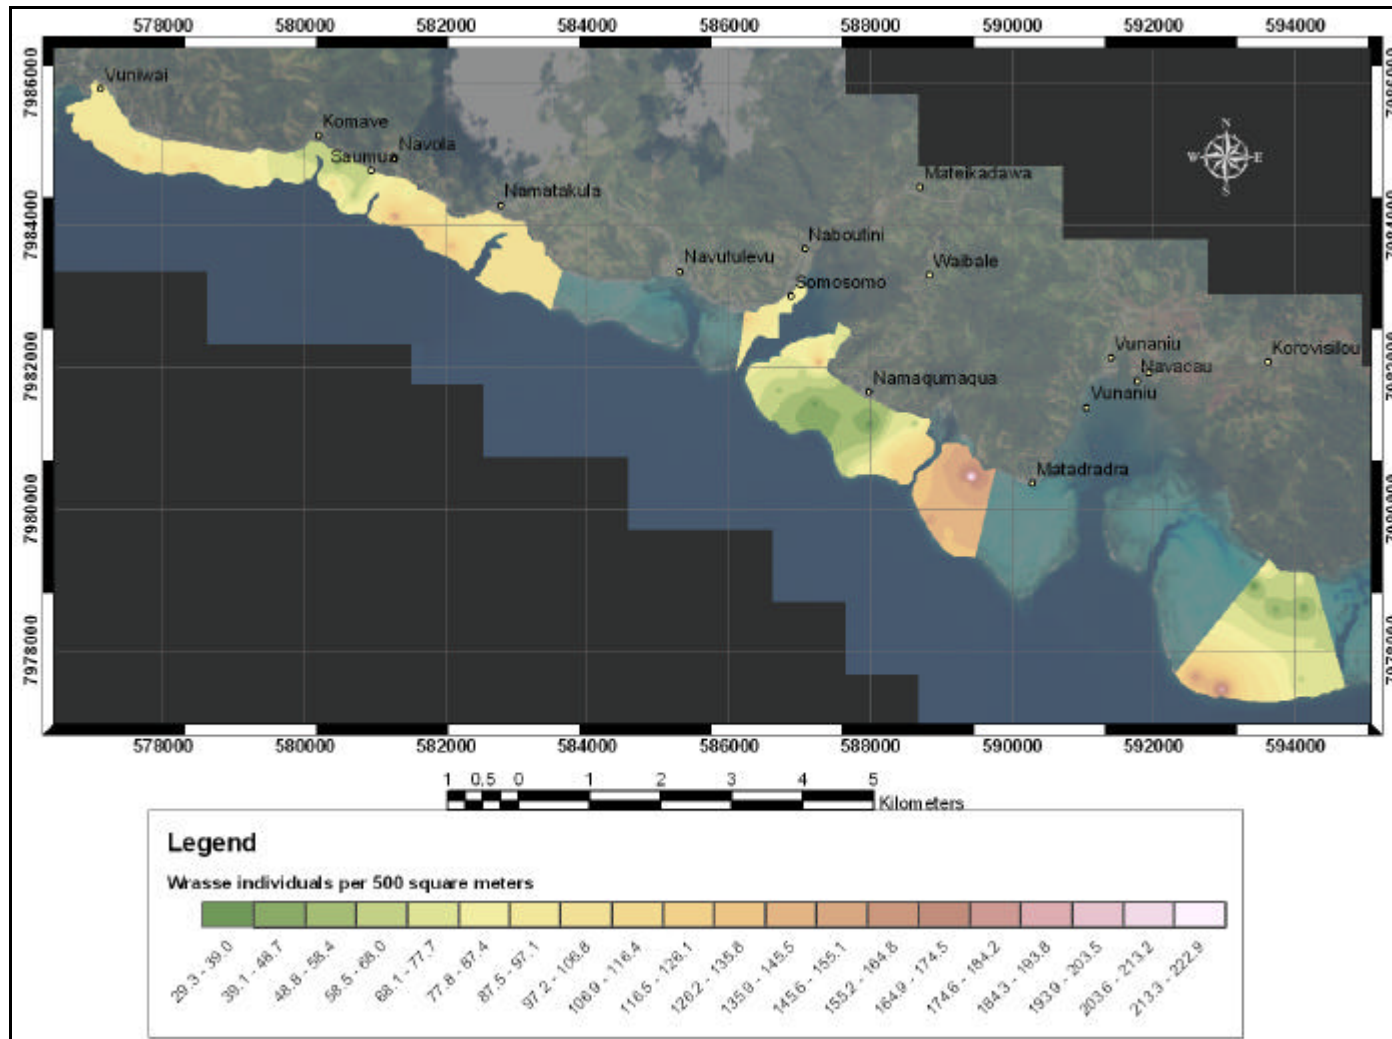 578000 580000 582000 584000 586000 588000 590000 592000 594000
7986000 7986000
Vuniwai
Komave
Navola
Saumua
N
W E
S
Mateikadawa
7984000 7984000
Namatakula
Naboutini
Navutulevu
Waibale
Somosomo
7982000 7982000
Vunaniu
Korovisilou
Navacau
Namaqumaqua
Vunaniu
Matadradra
7980000 7980000
7978000 7978000
578000 580000 582000 584000 586000 588000 590000 592000 594000
1 0.5 0 1 2 3 4 5
Kilometers
Legend
Wrasse individuals per 500 square meters
29.3 - 39.0
39.1 - 48.7
48.8 - 58.4
58.5 - 68.0
68.1 - 77.7
77.8 - 87.4
87.5 - 97.1
97.2 - 106.8
106.9 - 116.4
116.5 - 126.1
126.2 - 135.8
135.9 - 145.5
145.6 - 155.1
155.2 - 164.8
164.9 - 174.5
174.6 - 184.2
184.3 - 193.8
193.9 - 203.5
203.6 - 213.2
213.3 - 222.9